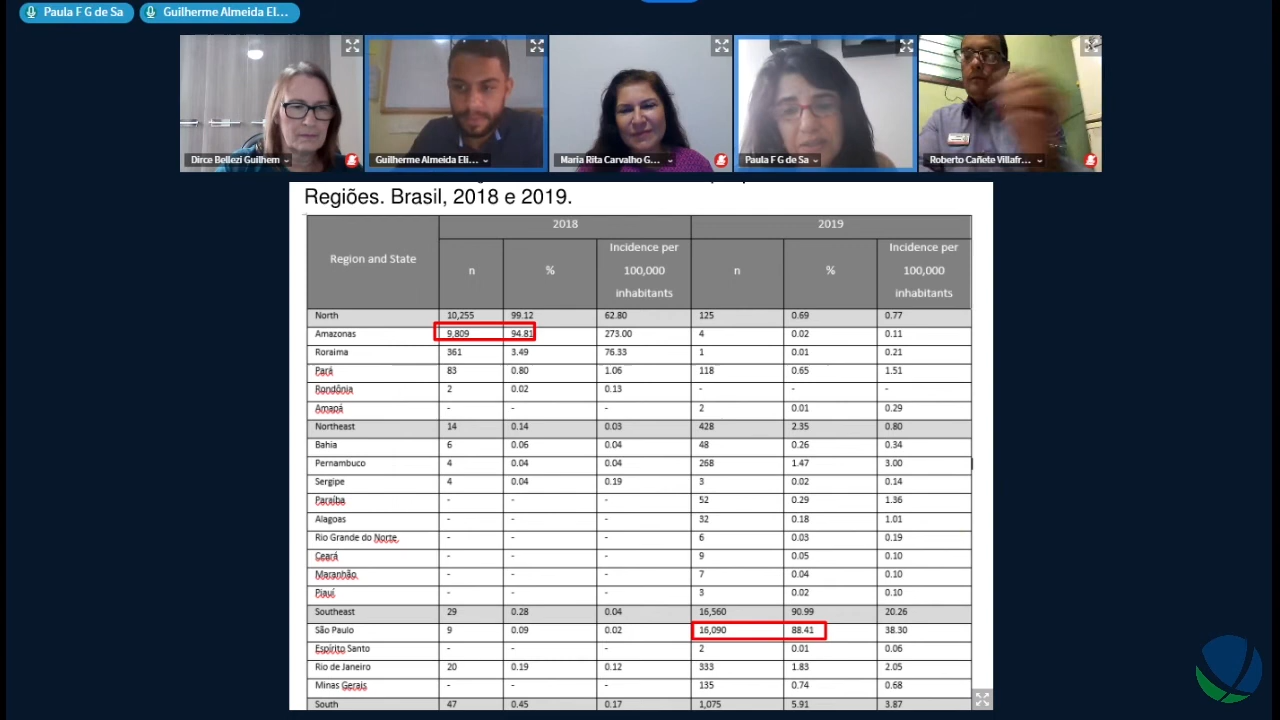 Paula F G de Sa
Guilherme Almeida El...
Dirce Bellezi Guilhem
Guilherme Almeida Eli...
Maria Rita Carvalho G...
Paula F G de Sa
Roberto Cañete Villafr...
Regiões. Brasil, 2018 e 2019.
Region and State 2018 2019
n % Incidence per 100,000 inhabitants n % Incidence per 100,000 inhabitants
North 10,255 99.12 62.80 125 0.69 0.77
Amazonas 9,809 94.81 273.00 4 0.02 0.11
Roraima 361 3.49 76.33 1 0.01 0.21
Pará 83 0.80 1.06 118 0.65 1.51
Rondônia 2 0.02 0.13 - - -
Amapá - - - 2 0.01 0.29
Northeast 14 0.14 0.03 428 2.35 0.80
Bahia 6 0.06 0.04 48 0.26 0.34
Pernambuco 4 0.04 0.04 268 1.47 3.00
Sergipe 4 0.04 0.19 3 0.02 0.14
Paraíba - - - 52 0.29 1.36
Alagoas - - - 32 0.18 1.01
Rio Grande do Norte - - - 6 0.03 0.19
Ceará - - - 9 0.05 0.10
Maranhão - - - 7 0.04 0.10
Piauí - - - 3 0.02 0.10
Southeast 29 0.28 0.04 16,560 90.99 20.26
São Paulo 9 0.09 0.02 16,090 88.41 38.30
Espírito Santo - - - 2 0.01 0.06
Rio de Janeiro 20 0.19 0.12 333 1.83 2.05
Minas Gerais - - - 135 0.74 0.68
South 47 0.45 0.17 1,075 5.91 3.87